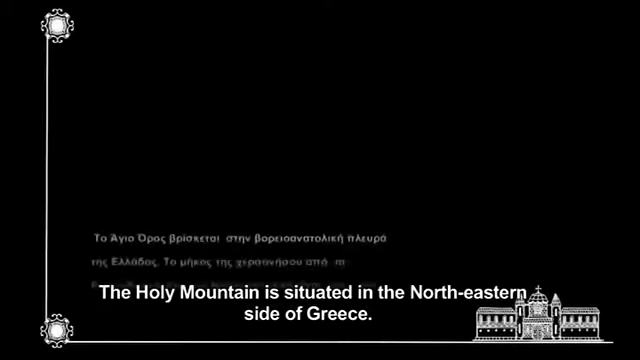 Το Άγιο Όρος βρίσκεται στην βορειοανατολική πλευρά
της Ελλάδας. Το μήκος της χερσονήσου από
The Holy Mountain is situated in the North-eastern
side of Greece.